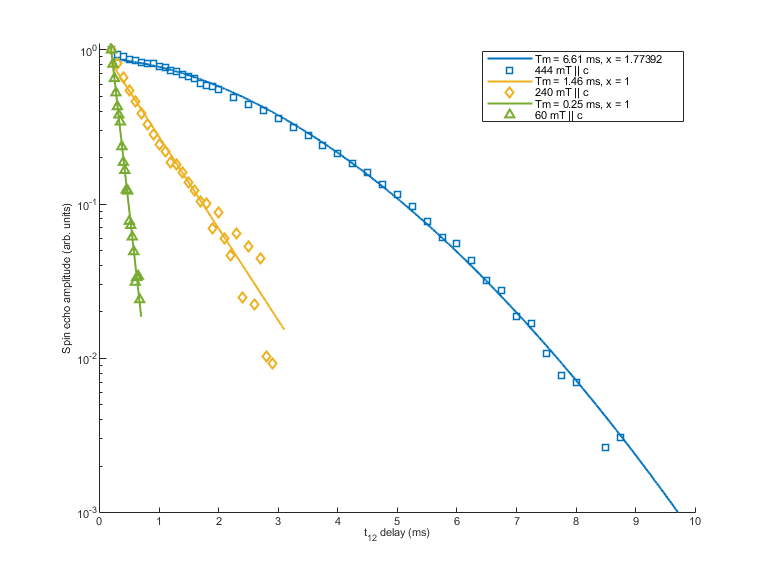 Tm = 6.61 ms, x = 1.77392
444 mT || c
Tm = 1.46 ms, x = 1
240 mT || c
Tm = 0.25 ms, x = 1
60 mT || c
Spin echo amplitude (arb. units)
10^0
10^-1
10^-2
10^-3
0 1 2 3 4 5 6 7 8 9 10
t_12 delay (ms)